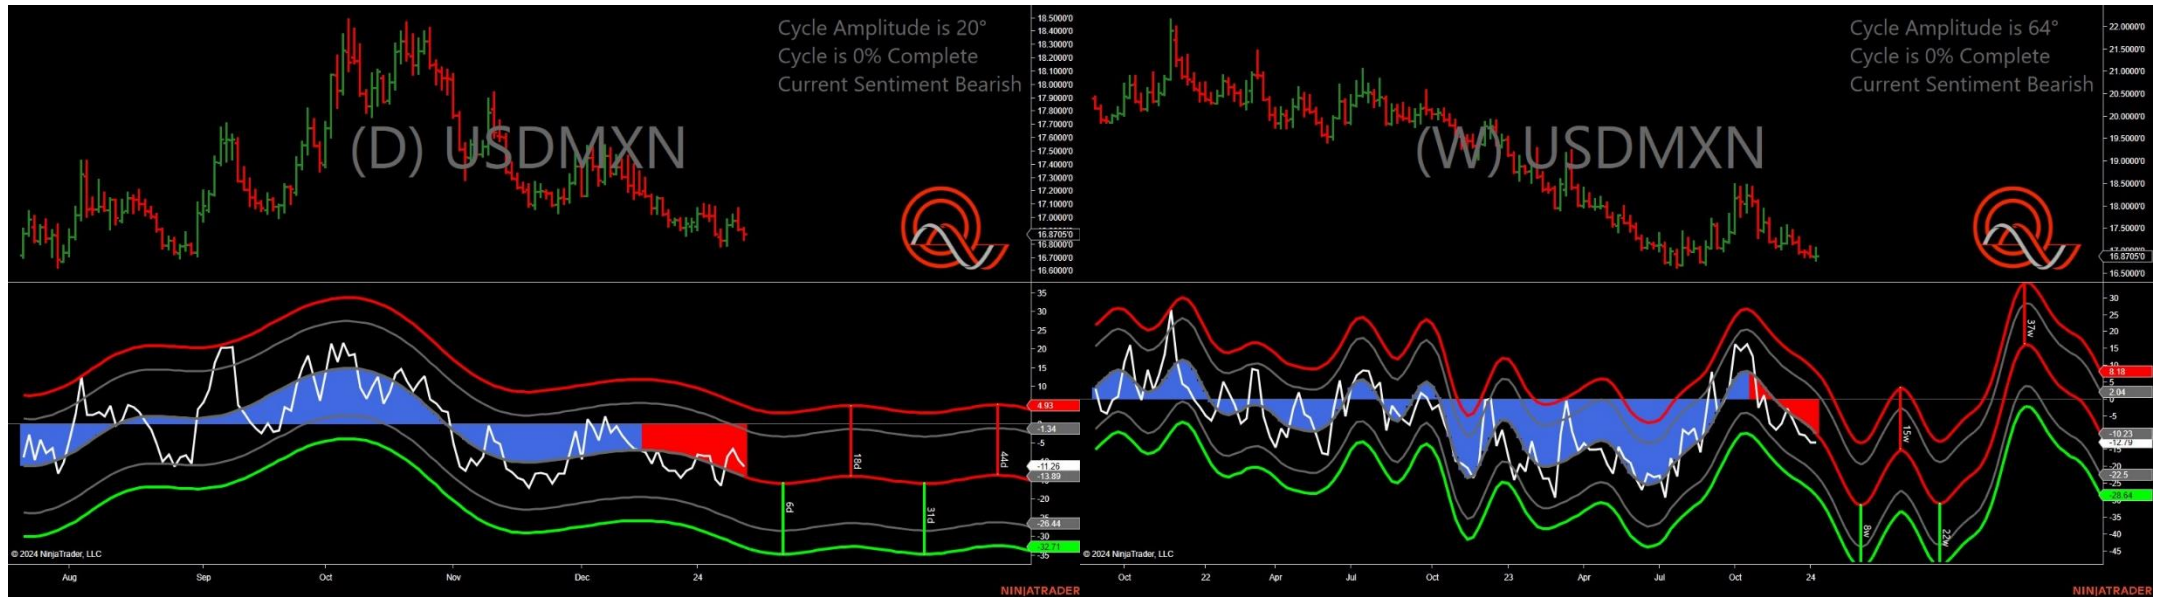 Cycle Amplitude is 20°
Cycle is 0% Complete
Current Sentiment Bearish
(D) USDMXN
18.5000'0
18.4000'0
18.3000'0
18.2000'0
18.1000'0
18.0000'0
17.9000'0
17.8000'0
17.7000'0
17.6000'0
17.5000'0
17.4000'0
17.3000'0
17.2000'0
17.1000'0
17.0000'0
16.8705'0
16.8000'0
16.7000'0
16.6000'0
35
30
25
20
15
10
5
4.93
-1.34
-5
-11.26
-13.89
-20
-26.44
-30
-32.71
-35
18d
44d
6d
31d
© 2024 NinjaTrader, LLC
Aug
Sep
Oct
Nov
Dec
24
NINJATRADER
Cycle Amplitude is 64°
Cycle is 0% Complete
Current Sentiment Bearish
(W) USDMXN
22.0000'0
21.5000'0
21.0000'0
20.5000'0
20.0000'0
19.5000'0
19.0000'0
18.5000'0
18.0000'0
17.5000'0
16.8705'0
16.5000'0
30
25
20
15
10
8.18
5
2.04
0
-5
-10.23
-12.79
-20
-22.5
-25
-28.64
-35
-40
-45
37w
15w
8w
22w
© 2024 NinjaTrader, LLC
Oct
22
Apr
Jul
Oct
23
Apr
Jul
Oct
24
NINJATRADER